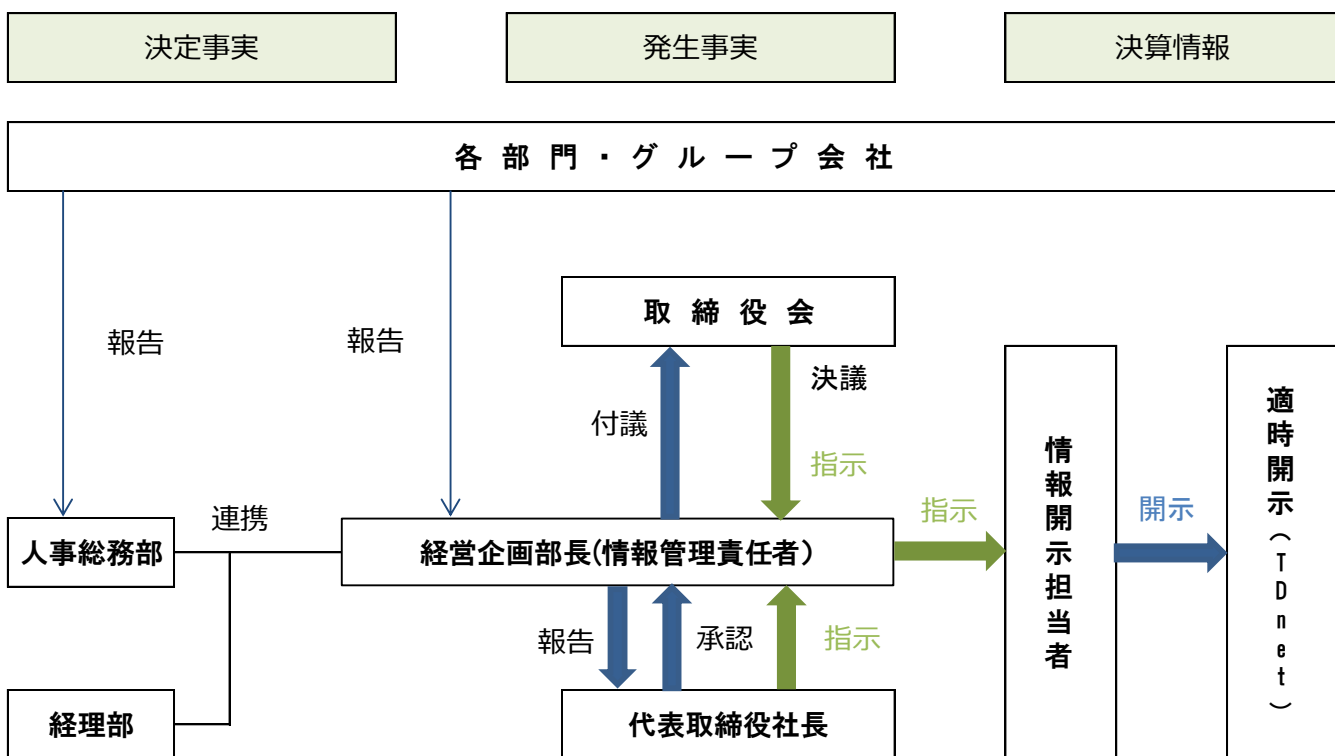 決定事実
発生事実
決算情報
各部門・グループ会社
報告
報告
取締役会
付議
決議
指示
人事総務部
連携
経営企画部長(情報管理責任者）
指示
情報開示担当者
開示
適時開示（TDnet）
報告
承認
指示
経理部
代表取締役社長